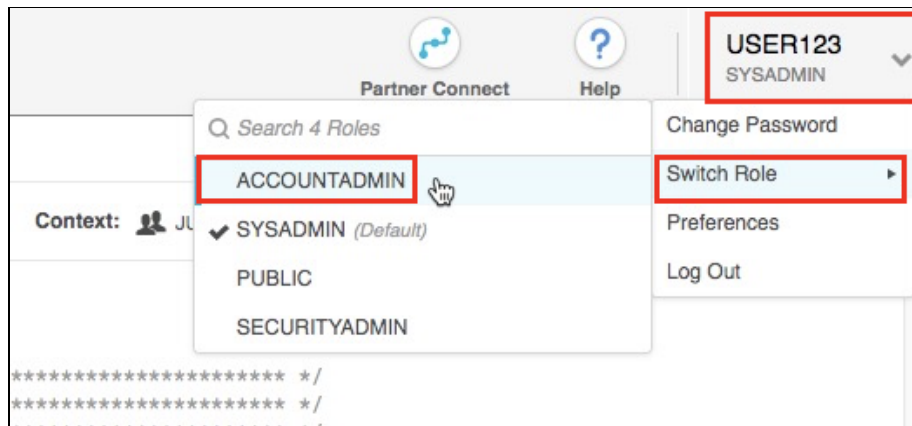 USER123
SYSADMIN
Partner Connect
Help
Search 4 Roles
Change Password
ACCOUNTADMIN
Switch Role
Context: JU
SYSADMIN (Default)
Preferences
PUBLIC
Log Out
SECURITYADMIN
********************** */
********************** */